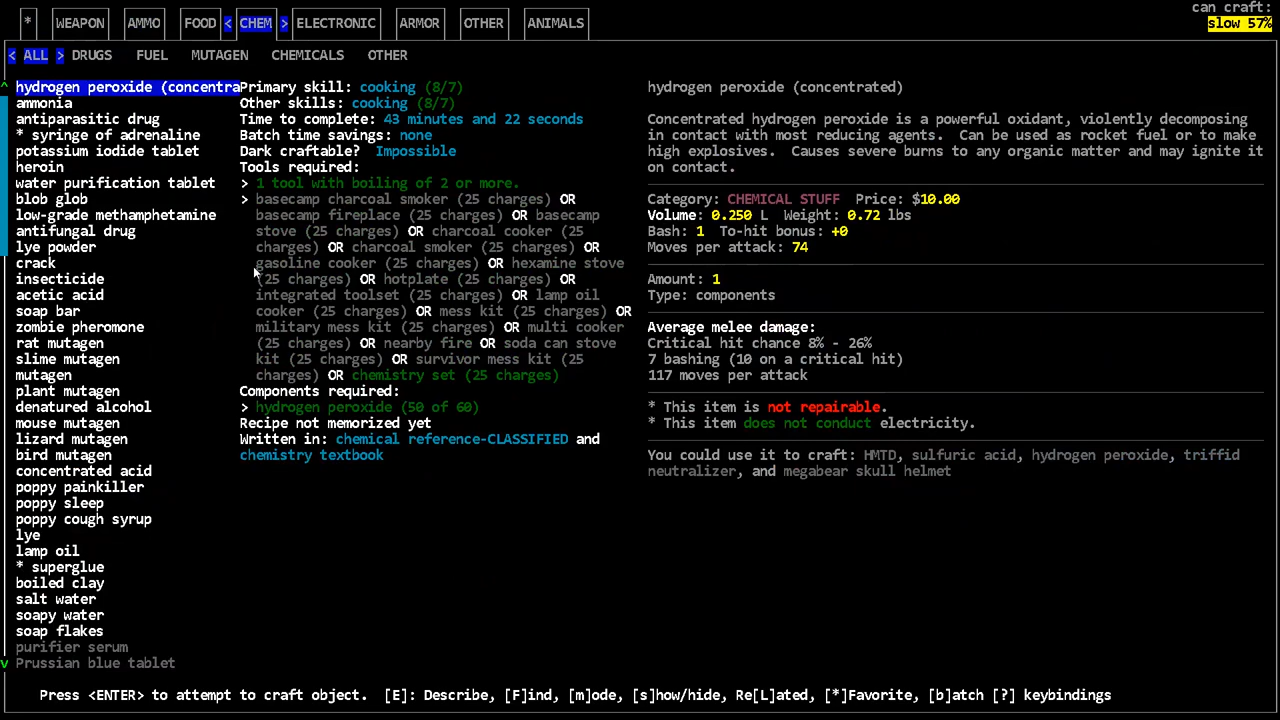 * WEAPON AMMO FOOD < CHEM > ELECTRONIC ARMOR OTHER ANIMALS
can craft:
slow 57%
< ALL > DRUGS FUEL MUTAGEN CHEMICALS OTHER
^ hydrogen peroxide (concentra
ammonia
antiparasitic drug
* syringe of adrenaline
potassium iodide tablet
heroin
water purification tablet
blob glob
low-grade methamphetamine
antifungal drug
lye powder
crack
insecticide
acetic acid
soap bar
zombie pheromone
rat mutagen
slime mutagen
mutagen
plant mutagen
denatured alcohol
mouse mutagen
lizard mutagen
bird mutagen
concentrated acid
poppy painkiller
poppy sleep
poppy cough syrup
lye
lamp oil
* superglue
boiled clay
salt water
soapy water
soap flakes
purifier serum
v Prussian blue tablet
Primary skill: cooking (8/7)
Other skills: cooking (8/7)
Time to complete: 43 minutes and 22 seconds
Batch time savings: none
Dark craftable? Impossible
Tools required:
> 1 tool with boiling of 2 or more.
> basecamp charcoal smoker (25 charges) OR
basecamp fireplace (25 charges) OR basecamp
stove (25 charges) OR charcoal cooker (25
charges) OR charcoal smoker (25 charges) OR
gasoline cooker (25 charges) OR hexamine stove
(25 charges) OR hotplate (25 charges) OR
integrated toolset (25 charges) OR lamp oil
cooker (25 charges) OR mess kit (25 charges) OR
military mess kit (25 charges) OR multi cooker
(25 charges) OR nearby fire OR soda can stove
kit (25 charges) OR survivor mess kit (25
charges) OR chemistry set (25 charges)
Components required:
> hydrogen peroxide (50 of 60)
Recipe not memorized yet
Written in: chemical reference-CLASSIFIED and
chemistry textbook
hydrogen peroxide (concentrated)
Concentrated hydrogen peroxide is a powerful oxidant, violently decomposing
in contact with most reducing agents. Can be used as rocket fuel or to make
high explosives. Causes severe burns to any organic matter and may ignite it
on contact.
Category: CHEMICAL STUFF Price: $10.00
Volume: 0.250 L Weight: 0.72 lbs
Bash: 1 To-hit bonus: +0
Moves per attack: 74
Amount: 1
Type: components
Average melee damage:
Critical hit chance 8% - 26%
7 bashing (10 on a critical hit)
117 moves per attack
* This item is not repairable.
* This item does not conduct electricity.
You could use it to craft: HMTD, sulfuric acid, hydrogen peroxide, triffid
neutralizer, and megabear skull helmet
Press <ENTER> to attempt to craft object. [E]: Describe, [F]ind, [m]ode, [s]how/hide, Re[L]ated, [*]Favorite, [b]atch [?] keybindings